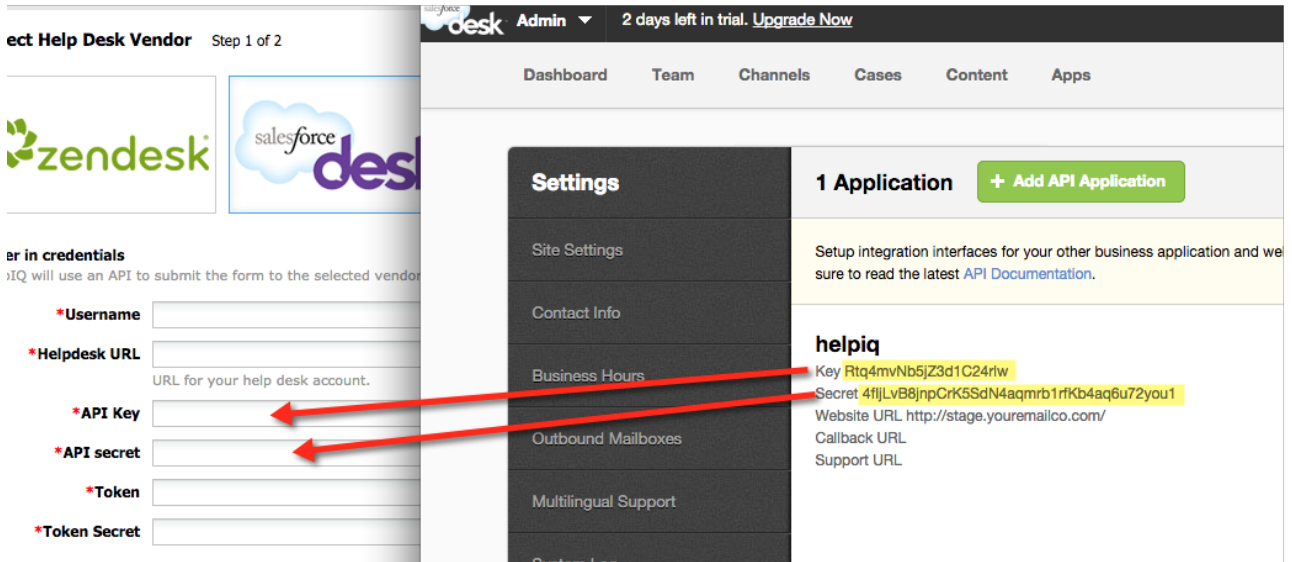 ect Help Desk Vendor Step 1 of 2
zendesk
salesforce
des
er in credentials
IQ will use an API to submit the form to the selected vendor
*Username
*Helpdesk URL
URL for your help desk account.
*API Key
*API secret
*Token
*Token Secret
salesforce
desk Admin 2 days left in trial. Upgrade Now
Dashboard Team Channels Cases Content Apps
Settings
Site Settings
Contact Info
Business Hours
Outbound Mailboxes
Multilingual Support
1 Application + Add API Application
Setup integration interfaces for your other business application and we
sure to read the latest API Documentation.
helpiq
Key Rtq4mvNb5jZ3d1C24rlw
Secret 4fIjLvB8jnpCrK5SdN4aqmrb1rfKb4aq6u72you1
Website URL http://stage.youremailco.com/
Callback URL
Support URL